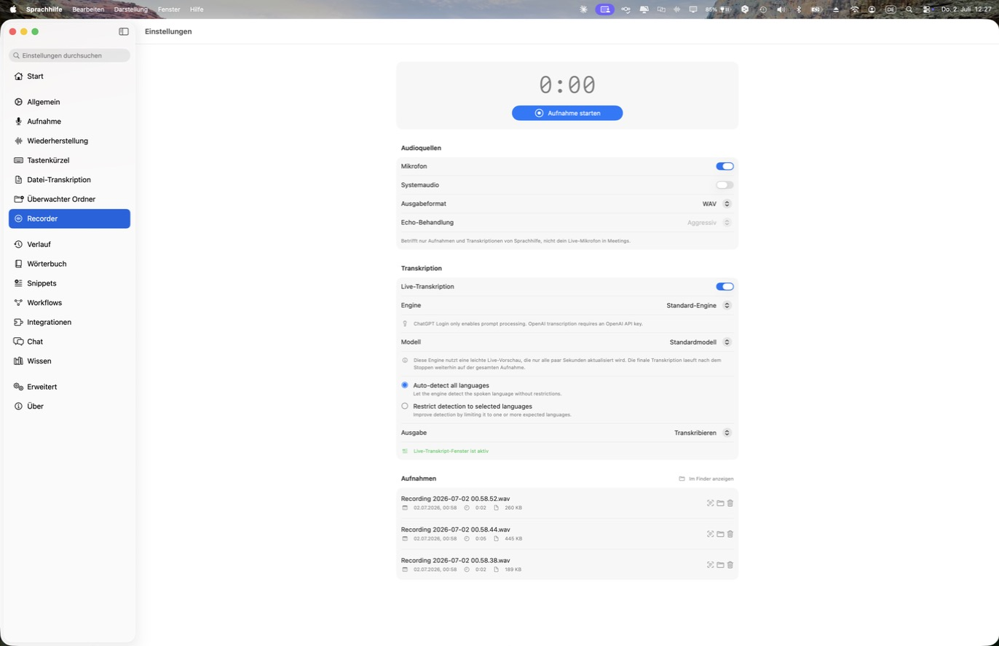 Sprachhilfe Bearbeiten Darstellung Fenster Hilfe
85% DE Do. 2. Juli 12:27
Einstellungen
Einstellungen durchsuchen
Start
Allgemein
Aufnahme
Wiederherstellung
Tastenkürzel
Datei-Transkription
Überwachter Ordner
Recorder
Verlauf
Wörterbuch
Snippets
Workflows
Integrationen
Chat
Wissen
Erweitert
Über
0:00
Aufnahme starten
Audioquellen
Mikrofon
Systemaudio
Ausgabeformat WAV
Echo-Behandlung Aggressiv
Betrifft nur Aufnahmen und Transkriptionen von Sprachhilfe, nicht dein Live-Mikrofon in Meetings.
Transkription
Live-Transkription
Engine Standard-Engine
ChatGPT Login only enables prompt processing. OpenAI transcription requires an OpenAI API key.
Modell Standardmodell
Diese Engine nutzt eine leichte Live-Vorschau, die nur alle paar Sekunden aktualisiert wird. Die finale Transkription laeuft nach dem
Stoppen weiterhin auf der gesamten Aufnahme.
Auto-detect all languages
Let the engine detect the spoken language without restrictions.
Restrict detection to selected languages
Improve detection by limiting it to one or more expected languages.
Ausgabe Transkribieren
Live-Transkript-Fenster ist aktiv
Aufnahmen Im Finder anzeigen
Recording 2026-07-02 00.58.52.wav
02.07.2026, 00:58 0:02 260 KB
Recording 2026-07-02 00.58.44.wav
02.07.2026, 00:58 0:05 445 KB
Recording 2026-07-02 00.58.38.wav
02.07.2026, 00:58 0:02 189 KB